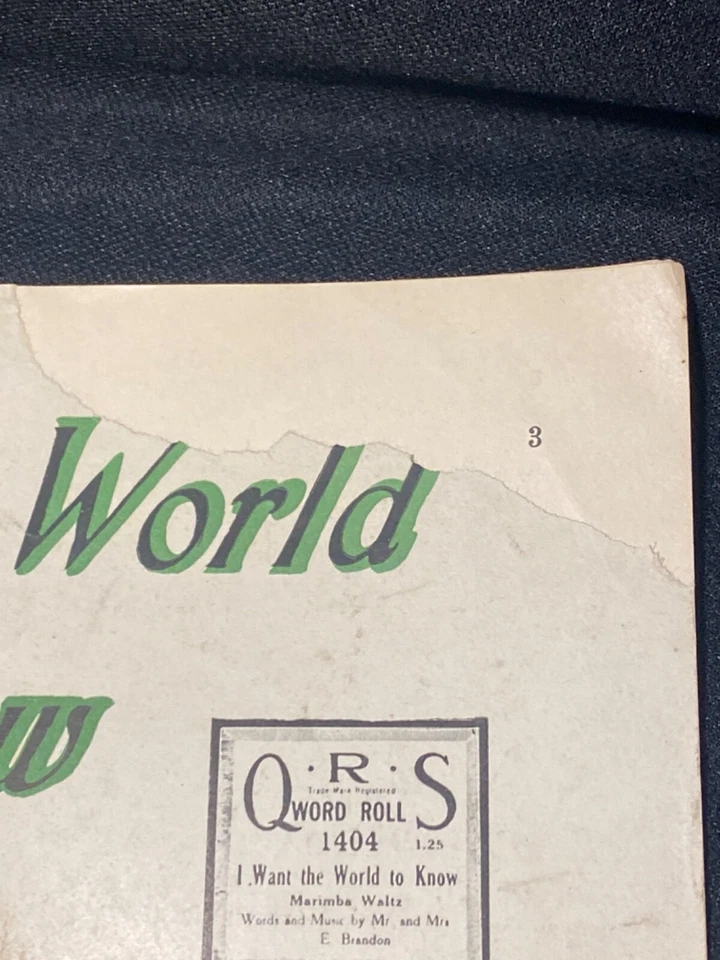 3
World
w
Q·R·S
Trade Mark Registered
WORD ROLL
1404 1.25
I Want the World to Know
Marimba Waltz
Words and Music by Mr. and Mrs
E Brandon